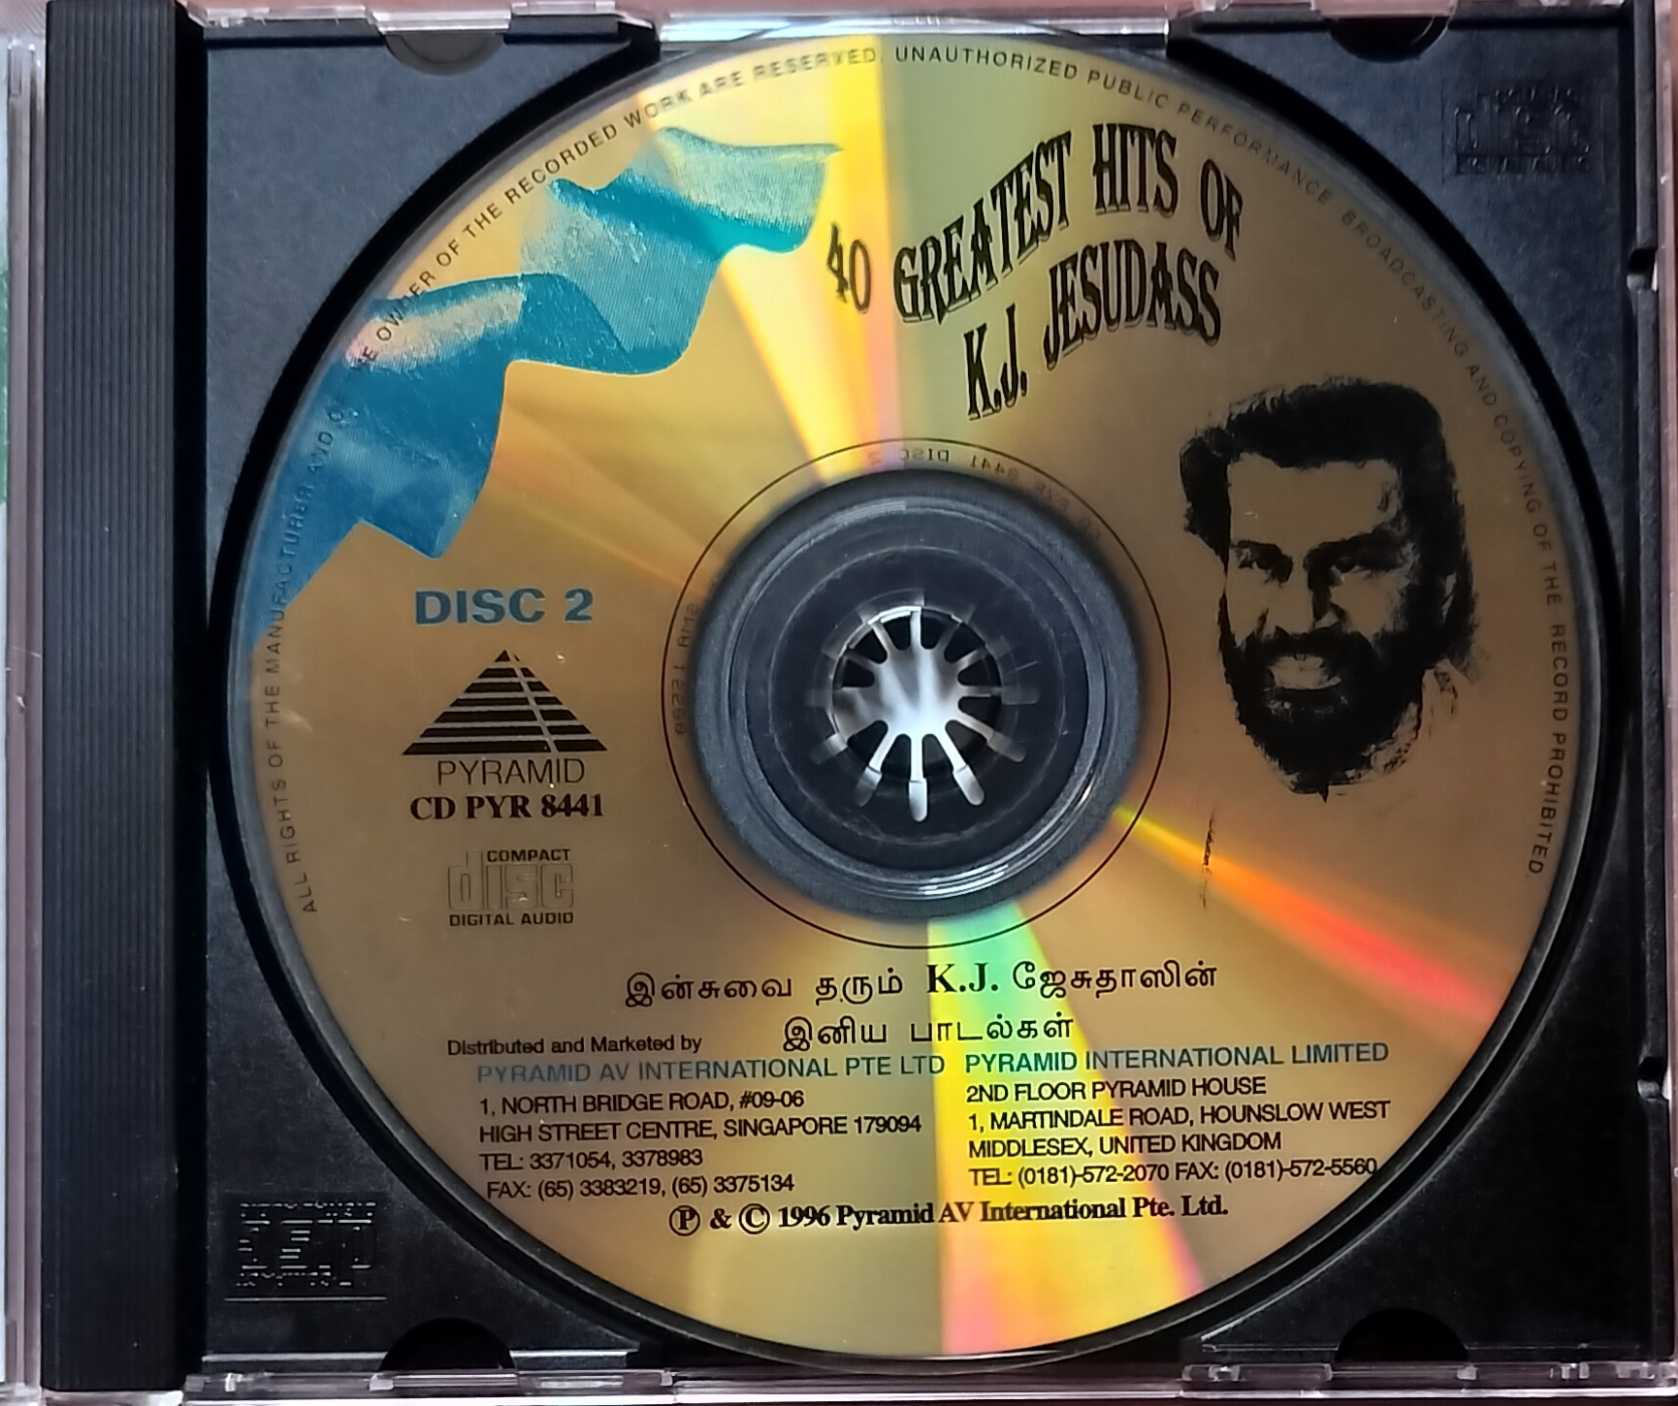 ALL RIGHTS OF THE MANUFACTURER AND OF THE OWNER OF THE RECORDED WORK ARE RESERVED. UNAUTHORIZED PUBLIC PERFORMANCE BROADCASTING AND COPYING OF THE RECORD PROHIBITED.
40 GREATEST HITS OF
K.J. JESUDASS
DISC 2
PYRAMID
CD PYR 8441
COMPACT
disc
DIGITAL AUDIO
இன்சுவை தரும் K.J. ஜேசுதாஸின்
இனிய பாடல்கள்
Distributed and Marketed by
PYRAMID AV INTERNATIONAL PTE LTD
1, NORTH BRIDGE ROAD, #09-06
HIGH STREET CENTRE, SINGAPORE 179094
TEL: 3371054, 3378983
FAX: (65) 3383219, (65) 3375134
PYRAMID INTERNATIONAL LIMITED
2ND FLOOR PYRAMID HOUSE
1, MARTINDALE ROAD, HOUNSLOW WEST
MIDDLESEX, UNITED KINGDOM
TEL: (0181)-572-2070 FAX: (0181)-572-5560
Ⓟ & © 1996 Pyramid AV International Pte. Ltd.